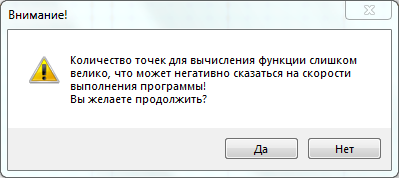 Внимание!
Количество точек для вычисления функции слишком
велико, что может негативно сказаться на скорости
выполнения программы!
Вы желаете продолжить?
Да
Нет